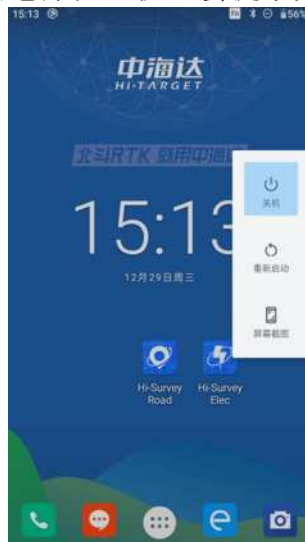 15:13
56%
中海达
HI-TARGET
北斗RTK 就用中海达
15:13
12月29日周三
关机
重新启动
屏幕截图
Hi-Survey
Road
Hi-Survey
Elec